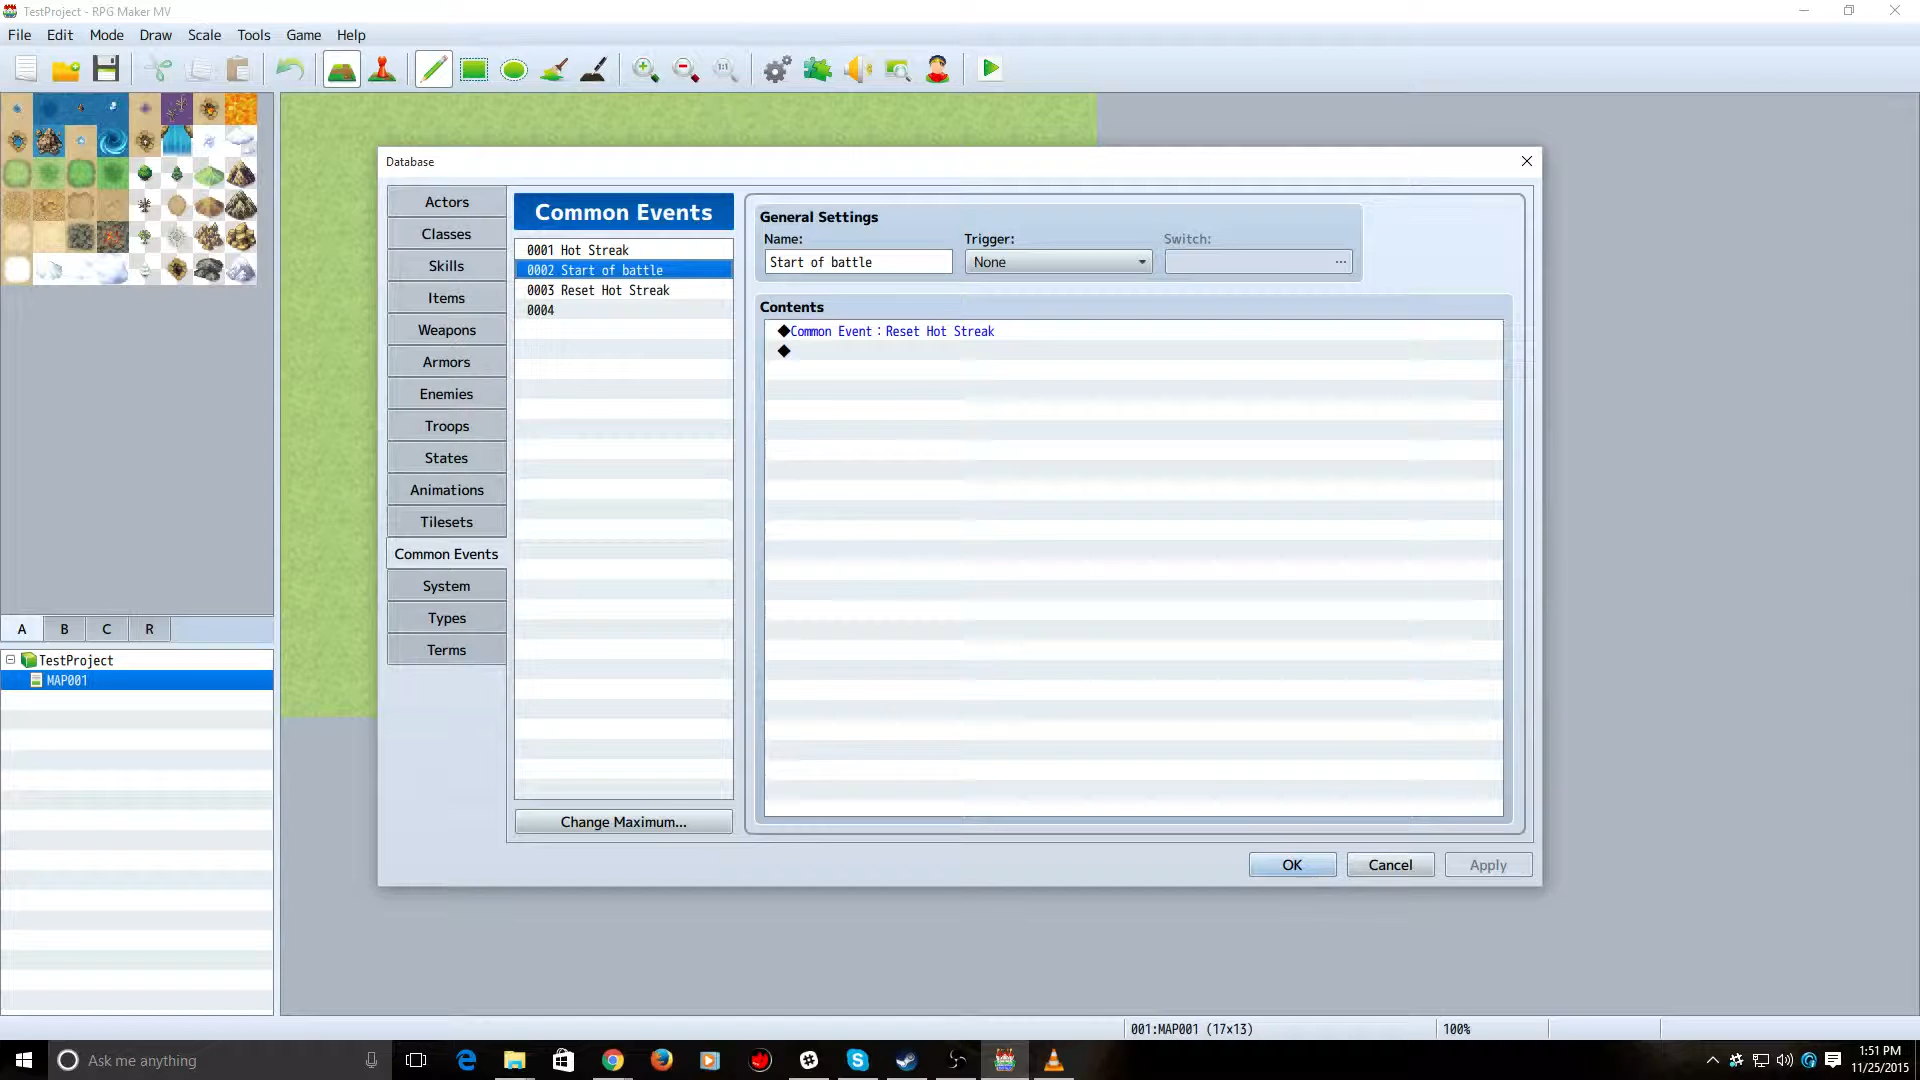 TestProject - RPG Maker MV
File Edit Mode Draw Scale Tools Game Help
1:1
Database
Actors
Classes
Skills
Items
Weapons
Armors
Enemies
Troops
States
Animations
Tilesets
Common Events
System
Types
Terms
Common Events
0001 Hot Streak
0002 Start of battle
0003 Reset Hot Streak
0004
Change Maximum...
General Settings
Name: Trigger: Switch:
Start of battle None ...
Contents
◆Common Event：Reset Hot Streak
◆
OK Cancel Apply
A B C R
TestProject
MAP001
001:MAP001 (17x13) 100%
Ask me anything
1:51 PM
11/25/2015